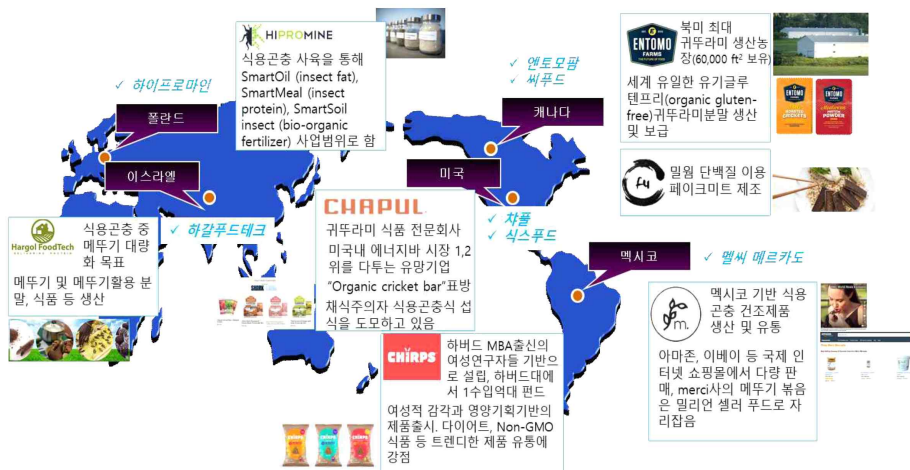 HIPROMINE
식용곤충 사육을 통해
SmartOil (insect fat),
SmartMeal (insect
protein), SmartSoil
insect (bio-organic
fertilizer) 사업범위로 함
✓ 하이프로마인
폴란드
이스라엘
✓ 하갈푸드테크
Hargol FoodTech
DELIVERING PROTEIN
식용곤충 중
메뚜기 대량
화 목표
메뚜기 및 메뚜기활용 분
말, 식품 등 생산
CHAPUL
귀뚜라미 식품 전문회사
미국내 에너지바 시장 1,2
위를 다투는 유망기업
“Organic cricket bar”표방
채식주의자 식용곤충식 섭
식을 도모하고 있음
✓ 엔토모팜
✓ 씨푸드
캐나다
미국
✓ 챠풀
✓ 식스푸드
ENTOMO
FARMS
북미 최대
귀뚜라미 생산농
장(60,000 ft² 보유)
세계 유일한 유기글루
텐프리(organic gluten-
free)귀뚜라미분말 생산
및 보급
ENTOMO
ENTOMO
POWDER
밀웜 단백질 이용
페이크미트 제조
멕시코
✓ 멜씨 메르카도
m.
멕시코 기반 식용
곤충 건조제품
생산 및 유통
아마존, 이베이 등 국제 인
터넷 쇼핑몰에서 다량 판
매, merci사의 메뚜기 볶음
은 밀리언 셀러 푸드로 자
리잡음
CHIRPS
하버드 MBA출신의
여성연구자들 기반으
로 설립, 하버드대에
서 1수입억대 펀드
여성적 감각과 영양기획기반의
제품출시. 다이어트, Non-GMO
식품 등 트렌디한 제품 유통에
강점